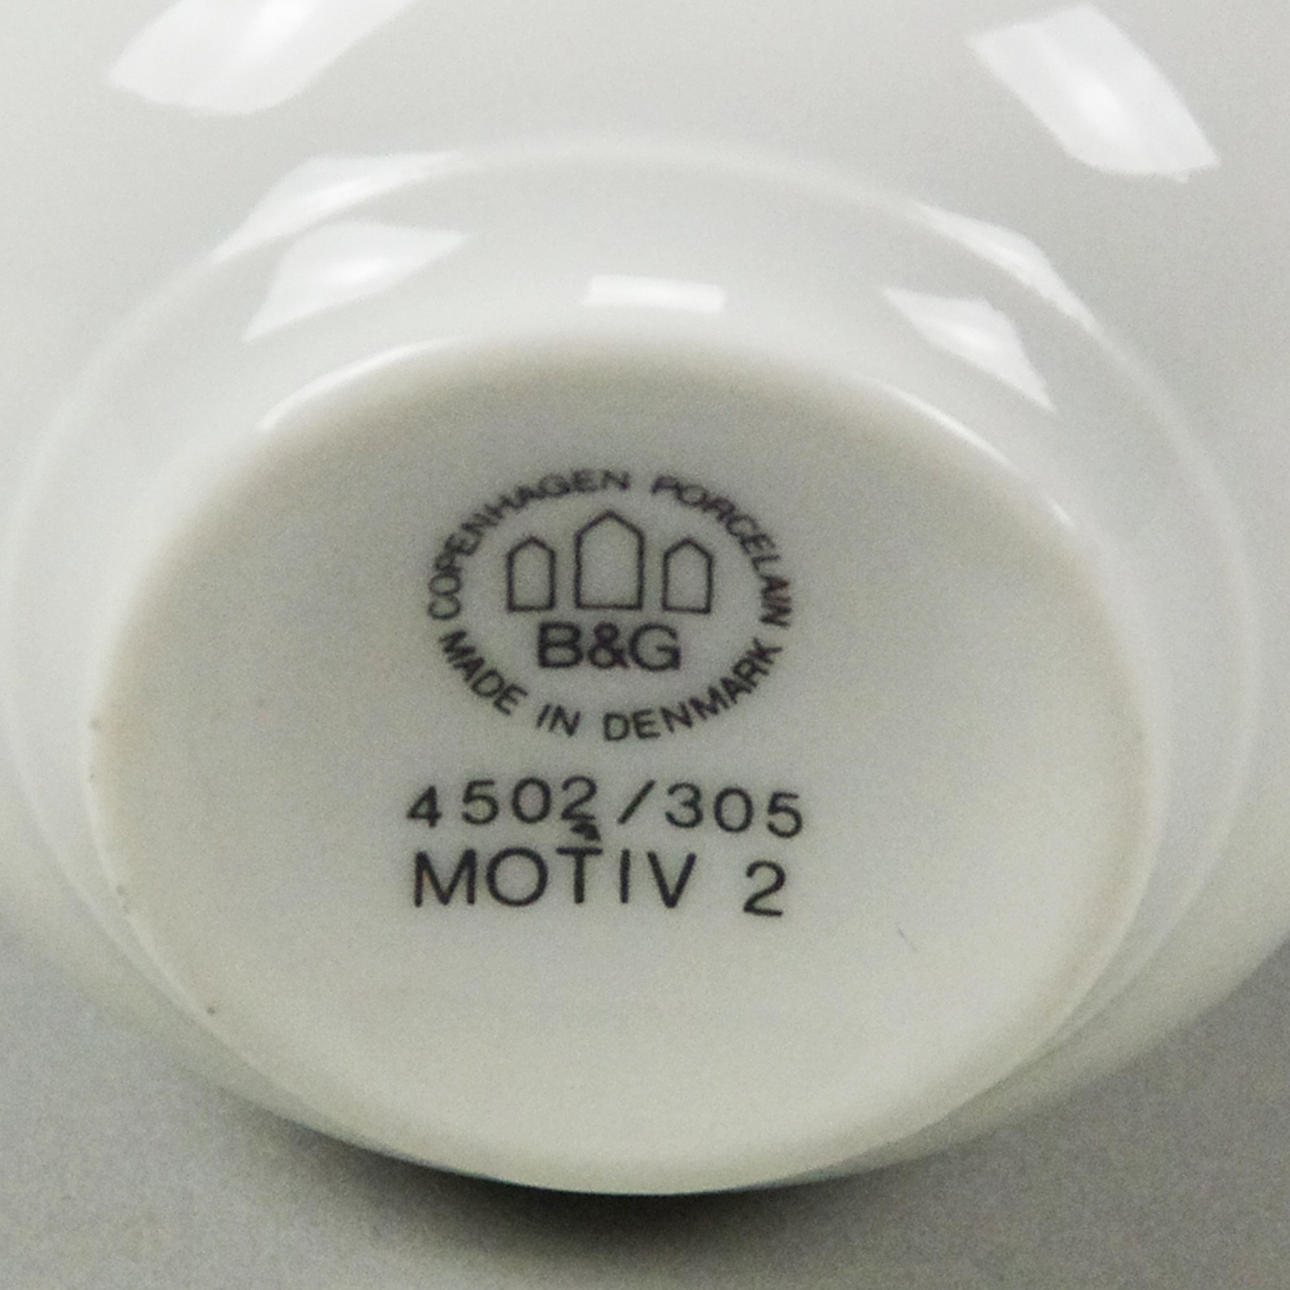 COPENHAGEN PORCELAIN
B&G
MADE IN DENMARK
4502/305
MOTIV 2